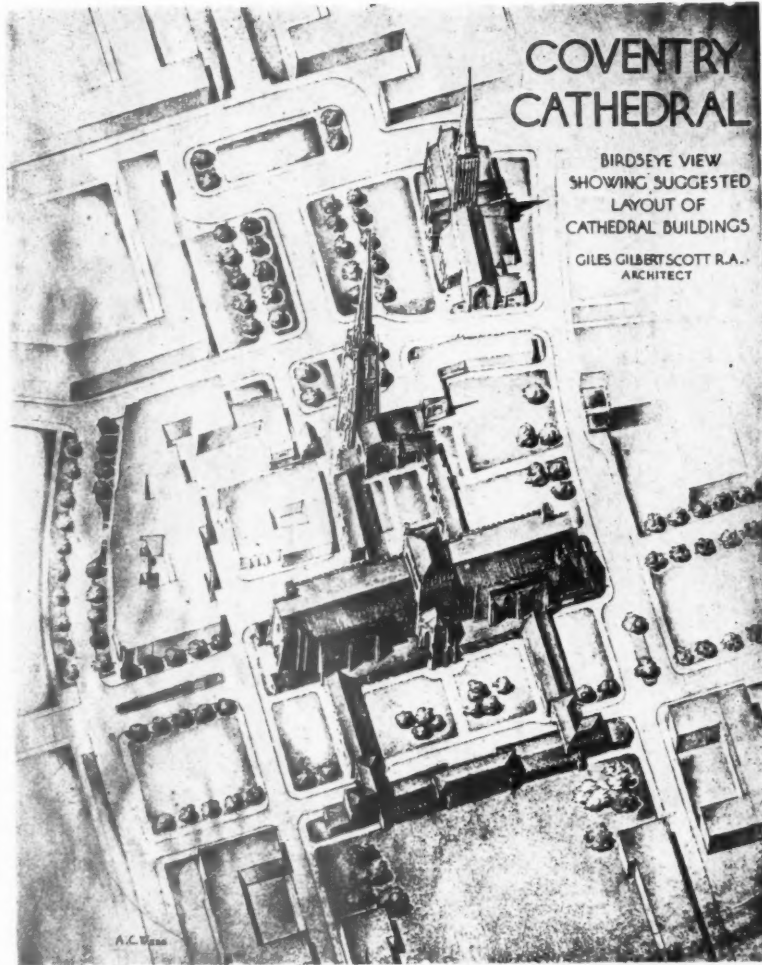 COVENTRY
CATHEDRAL
BIRDSEYE VIEW
SHOWING SUGGESTED
LAYOUT OF
CATHEDRAL BUILDINGS
GILES GILBERT SCOTT R.A.
ARCHITECT
A.C.